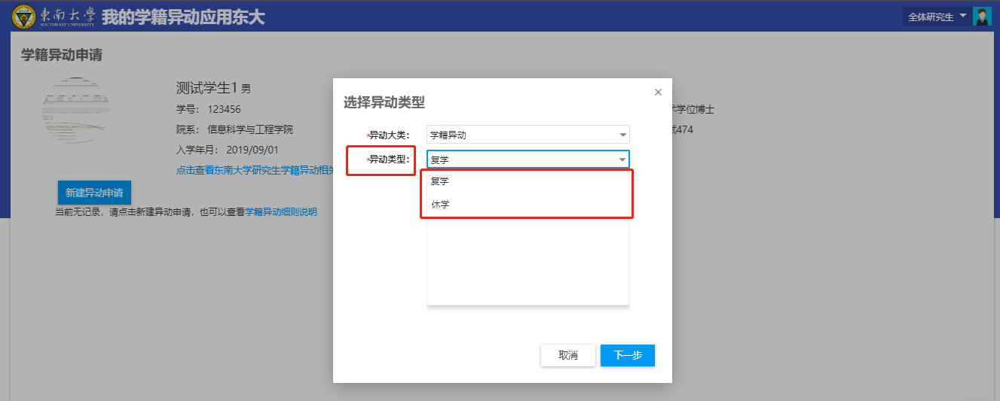 東南大學
SOUTHEAST UNIVERSITY
我的学籍异动应用东大
全体研究生
学籍异动申请
测试学生1 男
学号： 123456
院系： 信息科学与工程学院
入学年月： 2019/09/01
点击查看东南大学研究生学籍异动相
术学位博士
474
新建异动申请
当前无记录，请点击新建异动申请，也可以查看学籍异动细则说明
选择异动类型
×
*异动大类：
学籍异动
*异动类型：
复学
复学
休学
取消
下一步